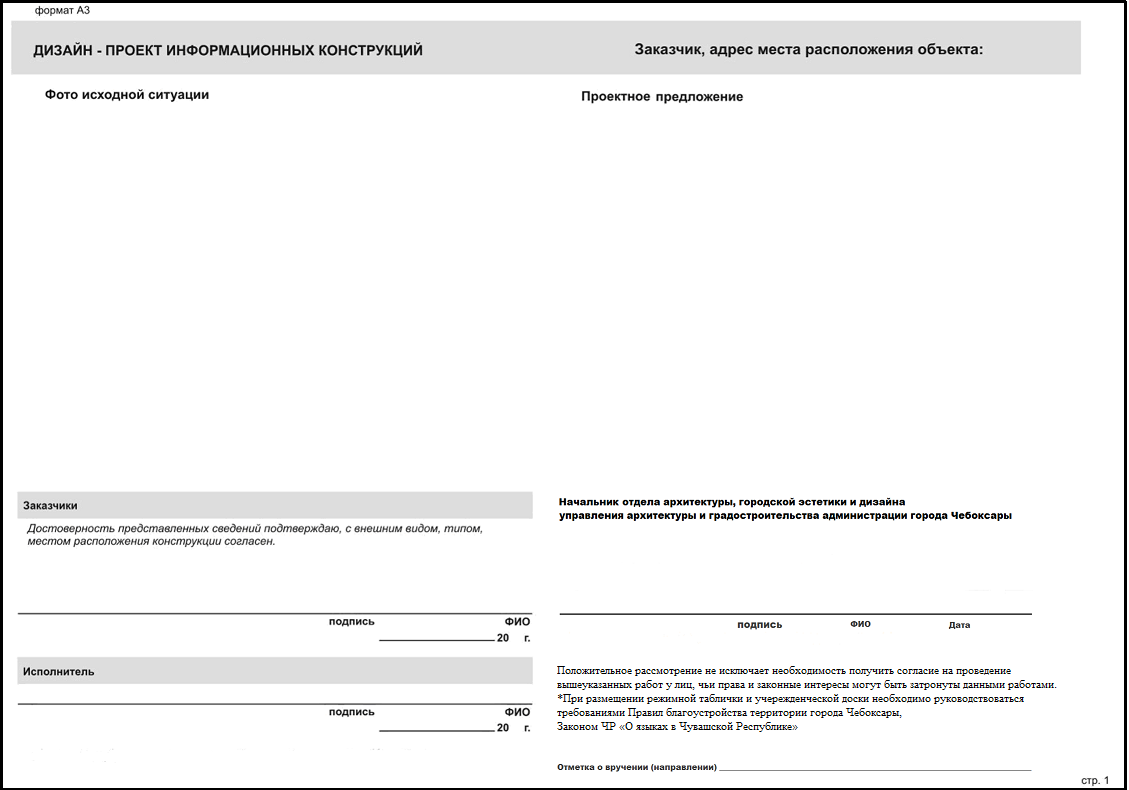 формат А3
ДИЗАЙН - ПРОЕКТ ИНФОРМАЦИОННЫХ КОНСТРУКЦИЙ
Заказчик, адрес места расположения объекта:
Фото исходной ситуации
Проектное предложение
Заказчики
Достоверность представленных сведений подтверждаю, с внешним видом, типом,
местом расположения конструкции согласен.
подпись ФИО
20 г.
Исполнитель
подпись ФИО
20 г.
Начальник отдела архитектуры, городской эстетики и дизайна
управления архитектуры и градостроительства администрации города Чебоксары
подпись ФИО Дата
Положительное рассмотрение не исключает необходимость получить согласие на проведение
вышеуказанных работ у лиц, чьи права и законные интересы могут быть затронуты данными работами.
*При размещении режимной таблички и учережденческой доски необходимо руководствоваться
требованиями Правил благоустройства территории города Чебоксары,
Законом ЧР «О языках в Чувашской Республике»
Отметка о вручении (направлении)
стр. 1